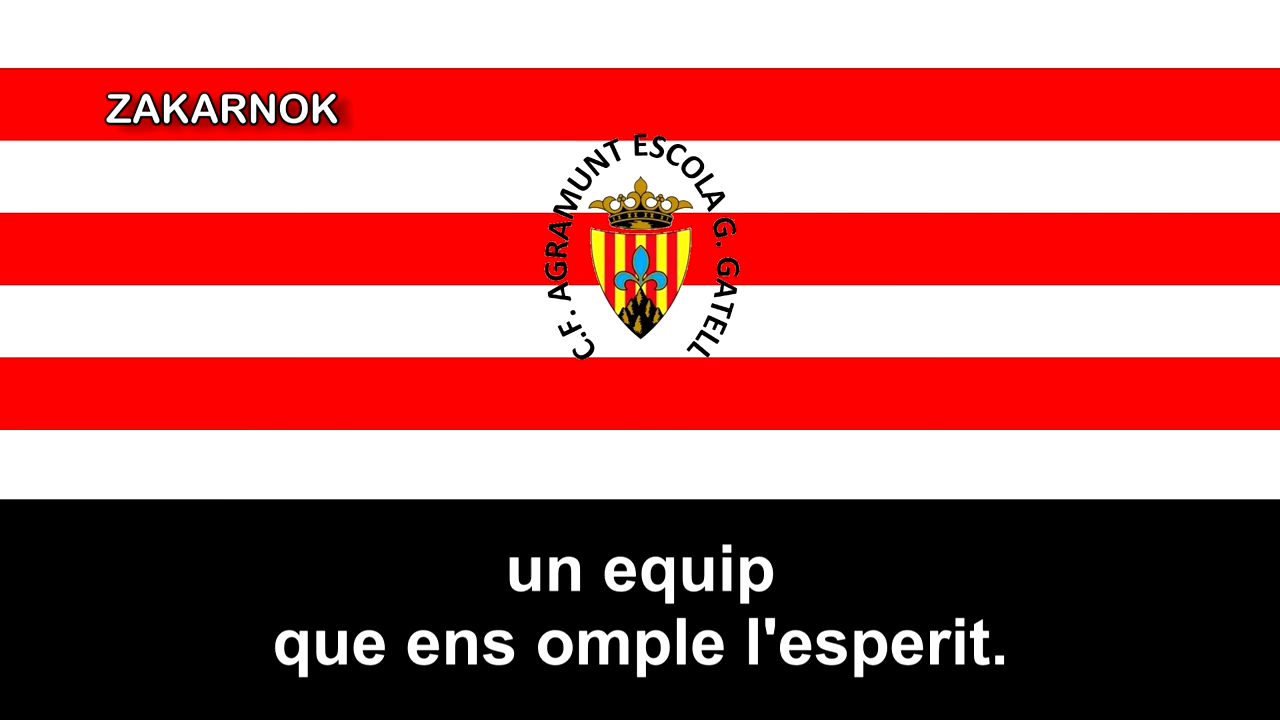 ZAKARNOK
C.F. AGRAMUNT ESCOLA G. GATELL
un equip
que ens omple l'esperit.